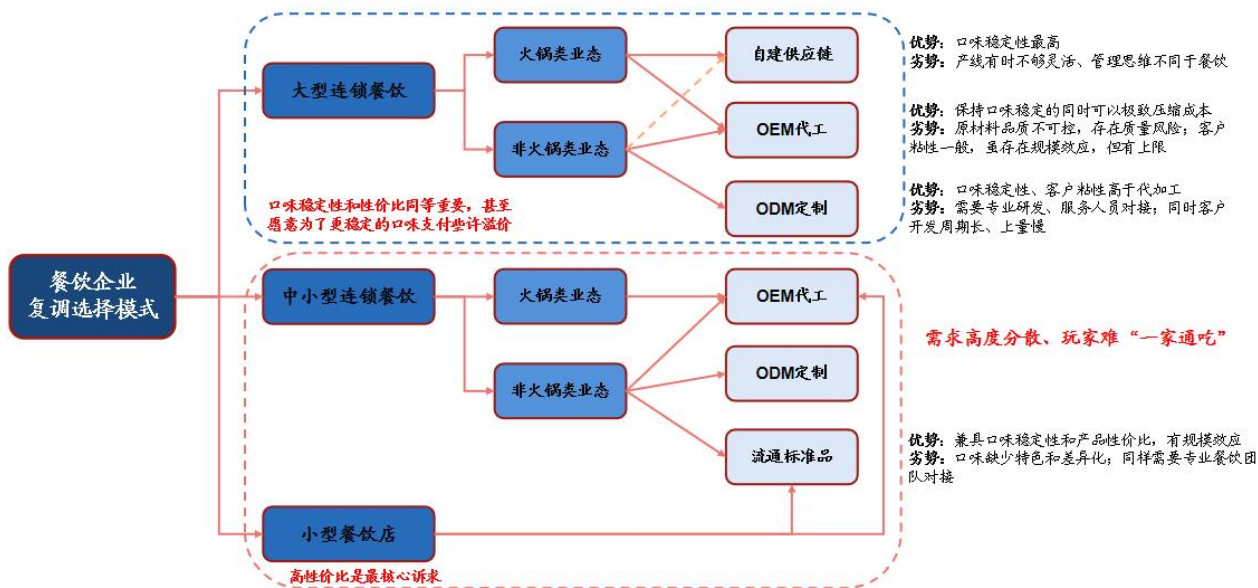 餐饮企业
复调选择模式
大型连锁餐饮
火锅类业态
非火锅类业态
自建供应链
OEM代工
ODM定制
口味稳定性和性价比同等重要，甚至
愿意为了更稳定的口味支付些许溢价
优势：口味稳定性最高
劣势：产线有时不够灵活、管理思维不同于餐饮
优势：保持口味稳定的同时可以极致压缩成本
劣势：原材料品质不可控，存在质量风险；客户
粘性一般，虽存在规模效应，但有上限
优势：口味稳定性、客户粘性高于代加工
劣势：需要专业研发、服务人员对接；同时客户
开发周期长、上量慢
中小型连锁餐饮
火锅类业态
非火锅类业态
OEM代工
ODM定制
流通标准品
小型餐饮店
高性价比是最核心诉求
需求高度分散、玩家难“一家通吃”
优势：兼具口味稳定性和产品性价比，有规模效应
劣势：口味缺少特色和差异化；同样需要专业餐饮团
队对接